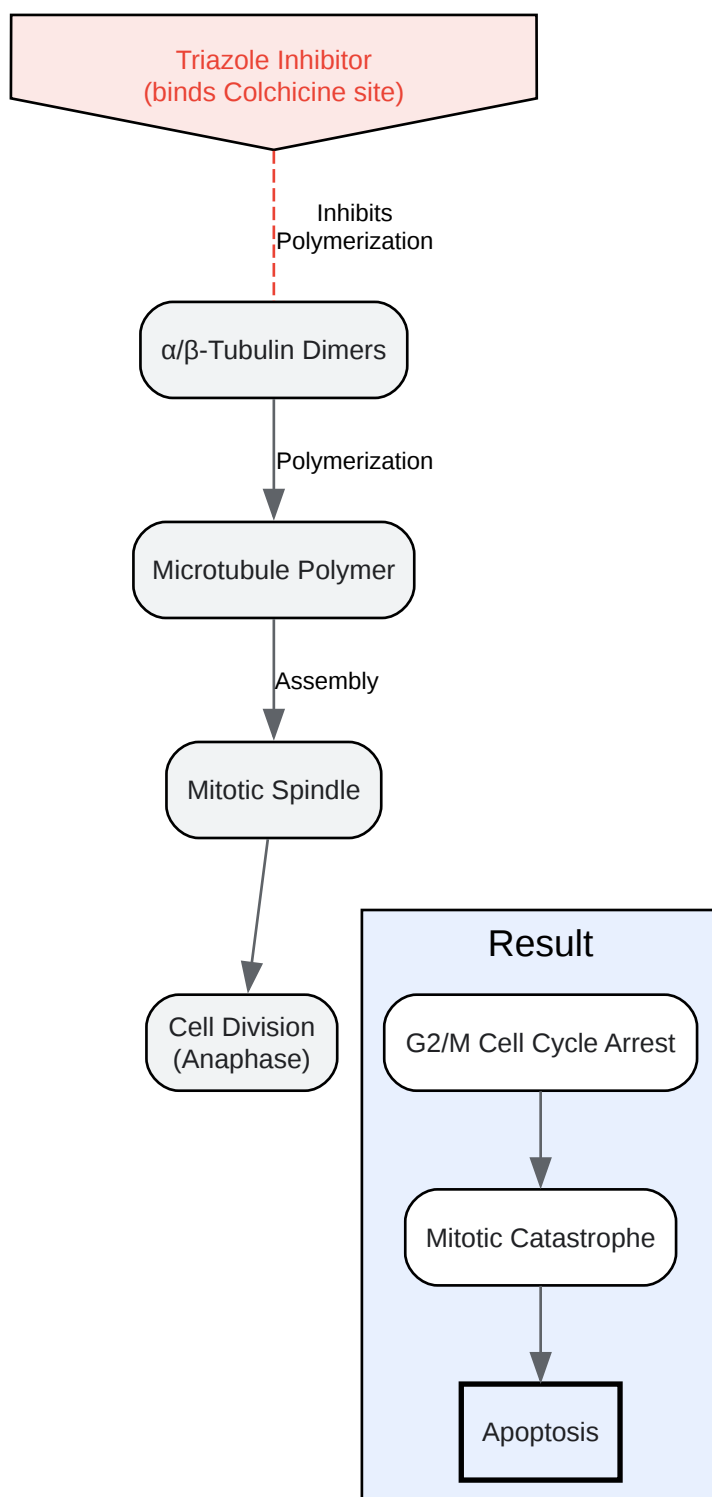 Triazole Inhibitor
(binds Colchicine site)
Inhibits
Polymerization
α/β-Tubulin Dimers
Polymerization
Microtubule Polymer
Assembly
Mitotic Spindle
Cell Division
(Anaphase)
Result
G2/M Cell Cycle Arrest
Mitotic Catastrophe
Apoptosis